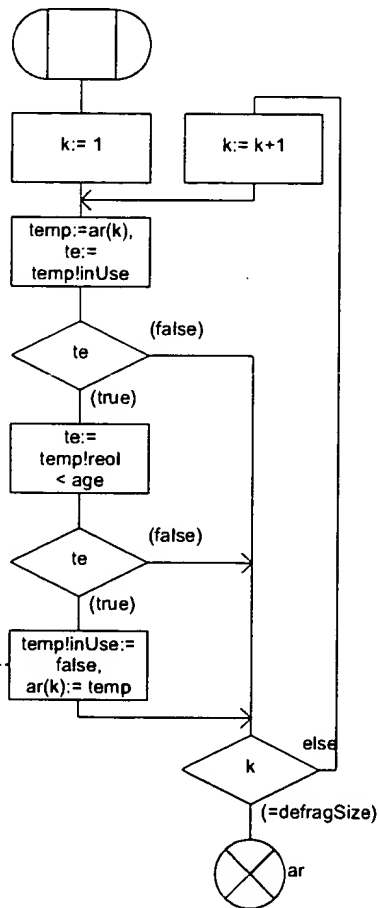 k:= 1
k:= k+1
temp:=ar(k),
te:=
temp!inUse
te
(false)
(true)
te:=
temp!reol
< age
te
(false)
(true)
temp!inUse:=
false,
ar(k):= temp
else
k
(=defragSize)
ar